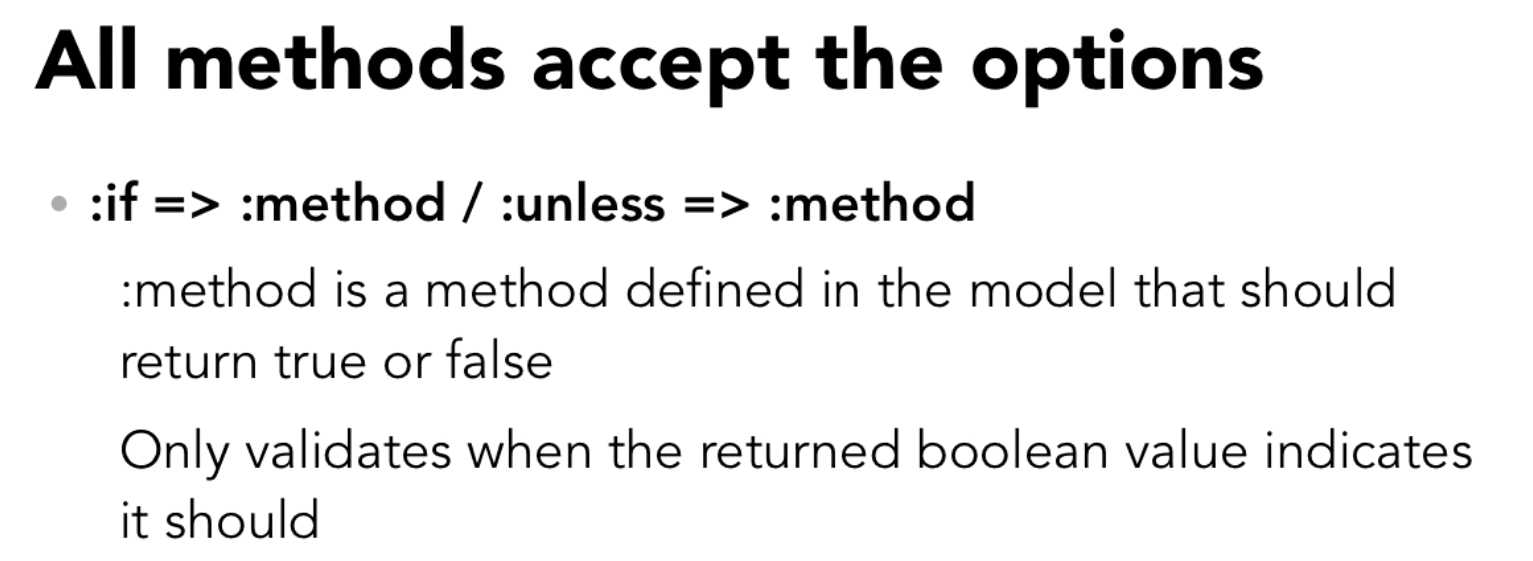 All methods accept the options
• :if => :method / :unless => :method
:method is a method defined in the model that should
return true or false
Only validates when the returned boolean value indicates
it should